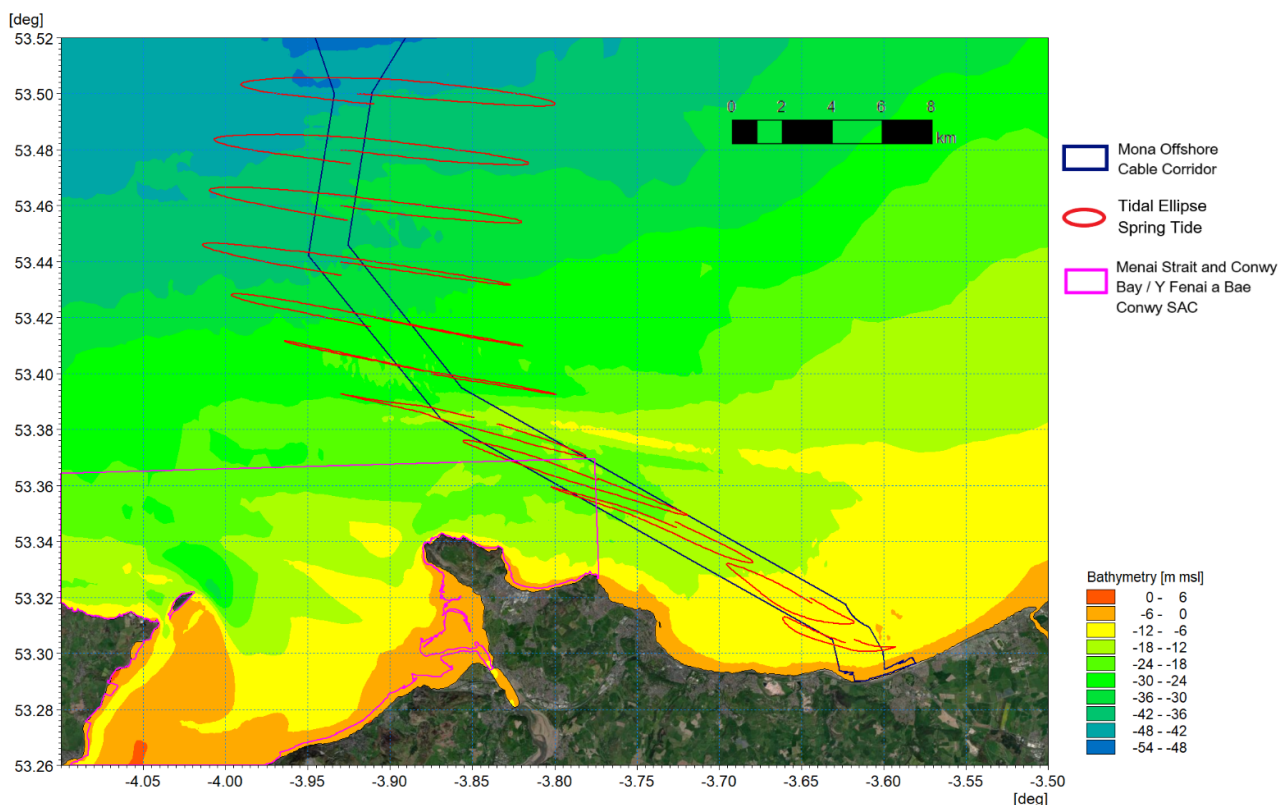 [deg]
53.52
53.50
53.48
53.46
53.44
53.42
53.40
53.38
53.36
53.34
53.32
53.30
53.28
53.26
-4.05
-4.00
-3.95
-3.90
-3.85
-3.80
-3.75
-3.70
-3.65
-3.60
-3.55
-3.50
[deg]
0 2 4 6 8
km
Mona Offshore
Cable Corridor
Tidal Ellipse
Spring Tide
Menai Strait and Conwy
Bay / Y Fenai a Bae
Conwy SAC
Bathymetry [m msl]
0 - 6
-6 - 0
-12 - -6
-18 - -12
-24 - -18
-30 - -24
-36 - -30
-42 - -36
-48 - -42
-54 - -48